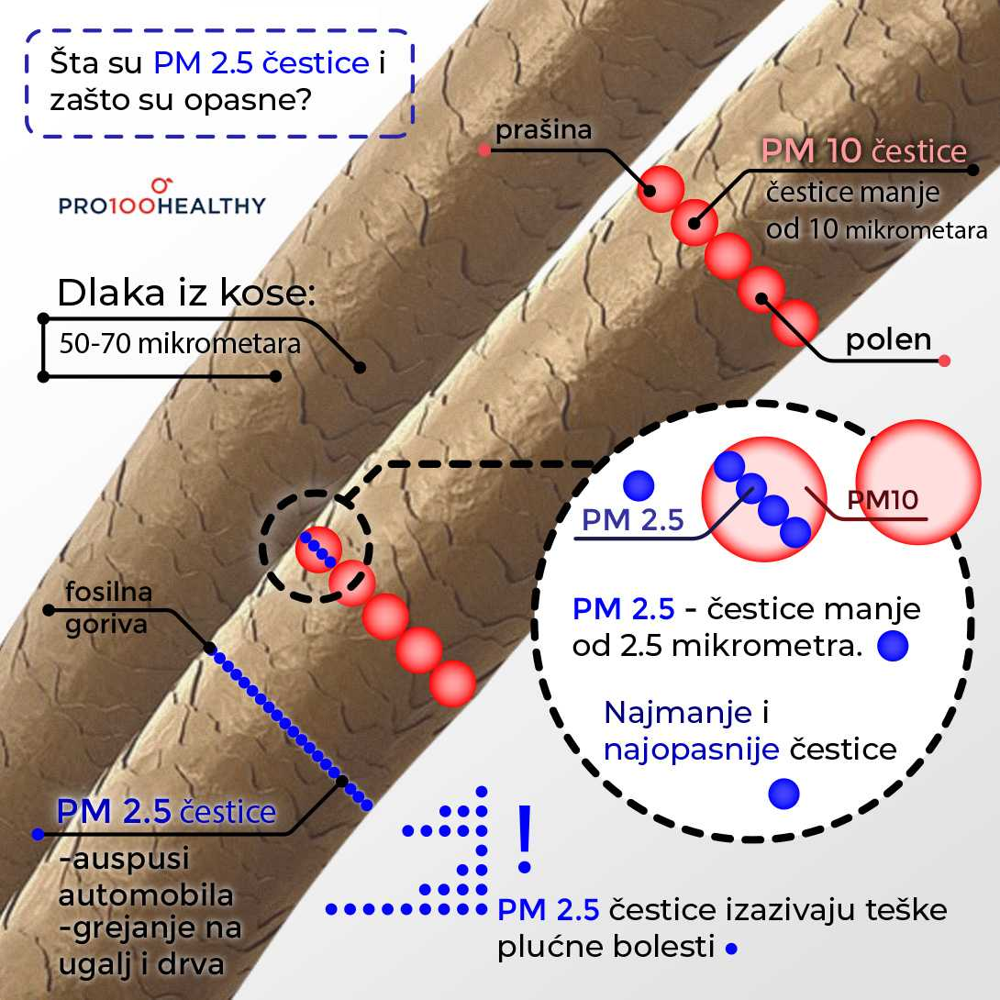 Šta su PM 2.5 čestice i
zašto su opasne?
PRO100HEALTHY
prašina
PM 10 čestice
čestice manje
od 10 mikrometara
Dlaka iz kose:
50-70 mikrometara
polen
PM 2.5
PM10
PM 2.5 - čestice manje
od 2.5 mikrometra.
Najmanje i
najopasnije čestice
fosilna
goriva
PM 2.5 čestice
-auspusi
automobila
-grejanje na
ugalj i drva
!
PM 2.5 čestice izazivaju teške
plućne bolesti